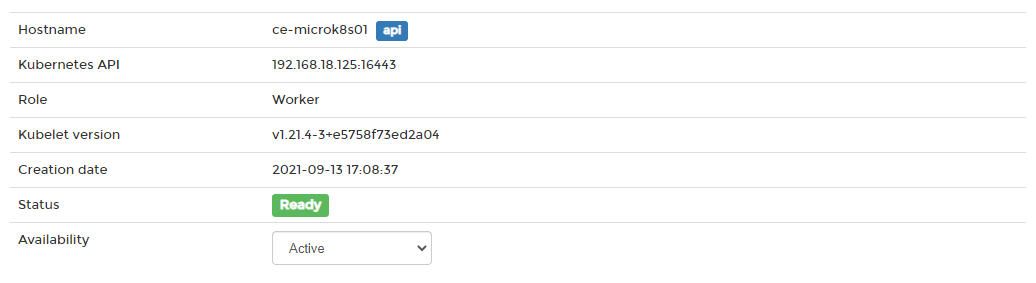 Hostname ce-microk8s01 api
Kubernetes API 192.168.18.125:16443
Role Worker
Kubelet version v1.21.4-3+e5758f73ed2a04
Creation date 2021-09-13 17:08:37
Status Ready
Availability Active